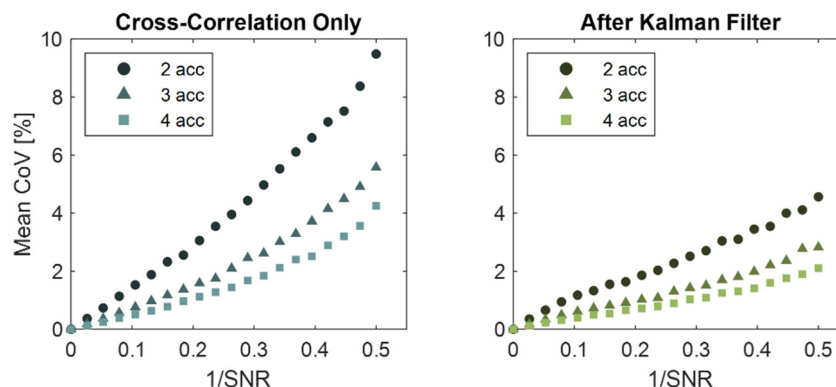 Cross-Correlation Only
After Kalman Filter
10
8
6
4
2
0
Mean CoV [%]
2 acc
3 acc
4 acc
0 0.1 0.2 0.3 0.4 0.5
1/SNR
10
8
6
4
2
0
2 acc
3 acc
4 acc
0 0.1 0.2 0.3 0.4 0.5
1/SNR